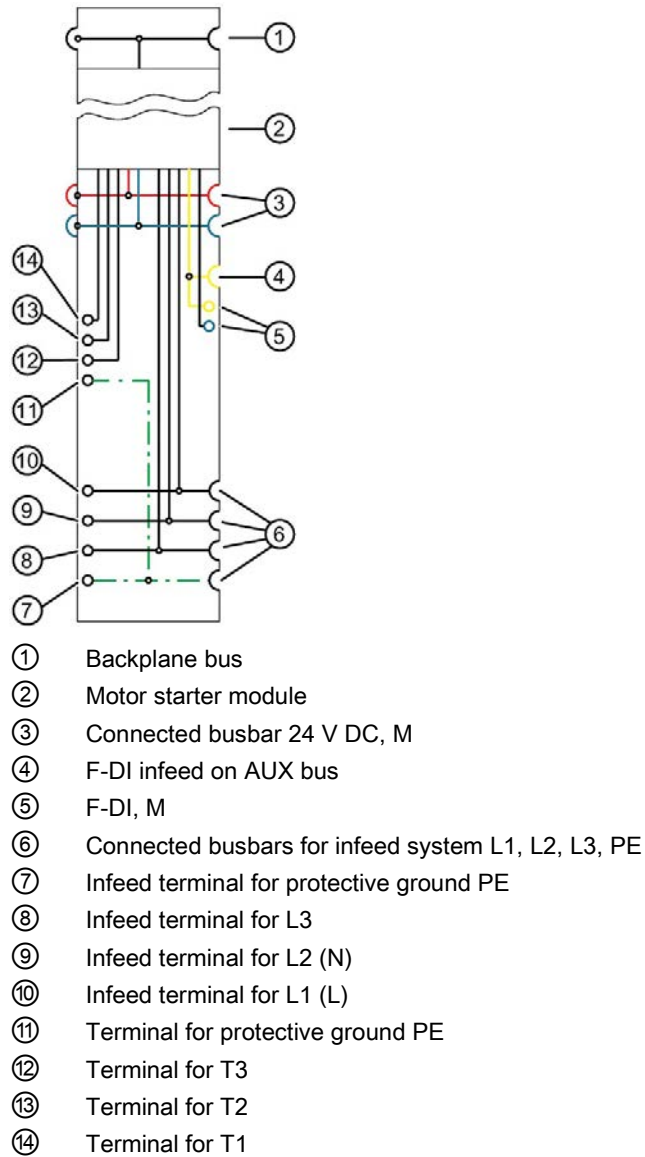 ①
②
③
④
⑤
⑭
⑬
⑫
⑪
⑩
⑨
⑧
⑦
⑥
① Backplane bus
② Motor starter module
③ Connected busbar 24 V DC, M
④ F-DI infeed on AUX bus
⑤ F-DI, M
⑥ Connected busbars for infeed system L1, L2, L3, PE
⑦ Infeed terminal for protective ground PE
⑧ Infeed terminal for L3
⑨ Infeed terminal for L2 (N)
⑩ Infeed terminal for L1 (L)
⑪ Terminal for protective ground PE
⑫ Terminal for T3
⑬ Terminal for T2
⑭ Terminal for T1